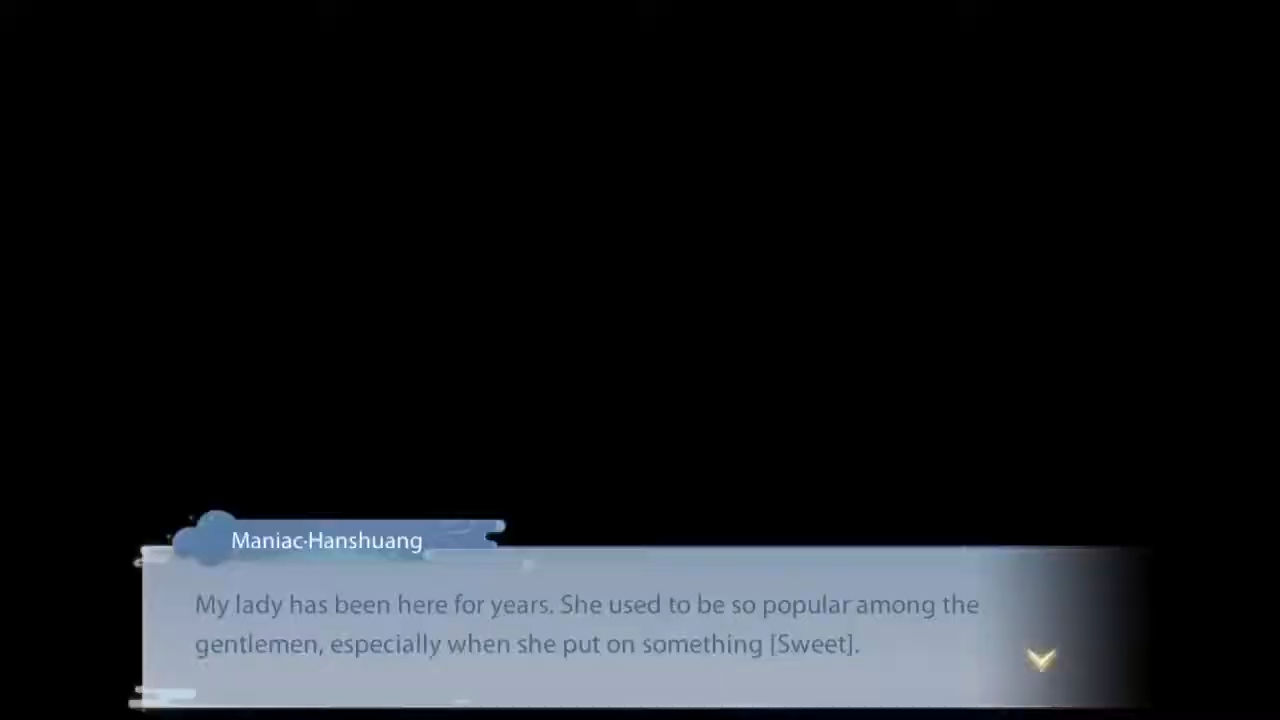 Maniac·Hanshuang
My lady has been here for years. She used to be so popular among the
gentlemen, especially when she put on something [Sweet].